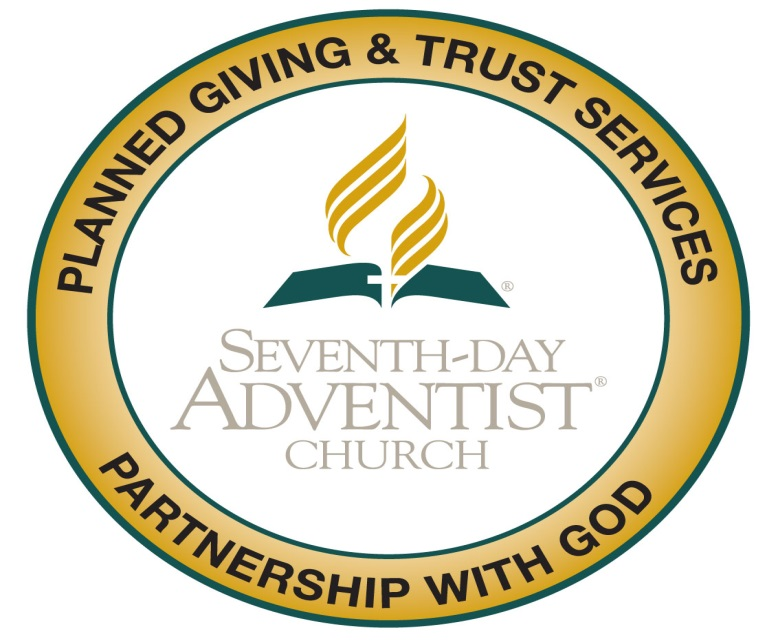 PLANNED GIVING & TRUST SERVICES
®
SEVENTH-DAY
ADVENTIST®
CHURCH
PARTNERSHIP WITH GOD